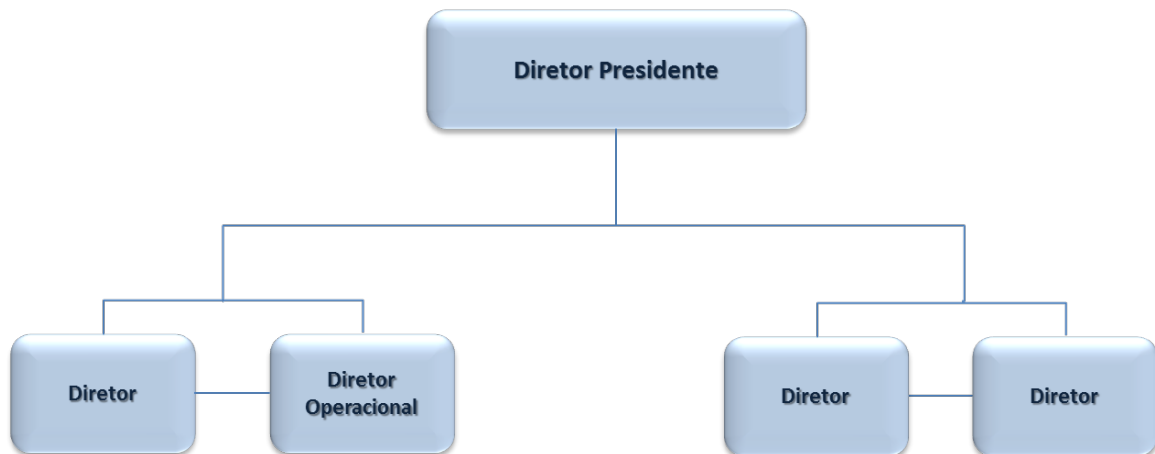 Diretor Presidente
Diretor
Diretor
Operacional
Diretor
Diretor